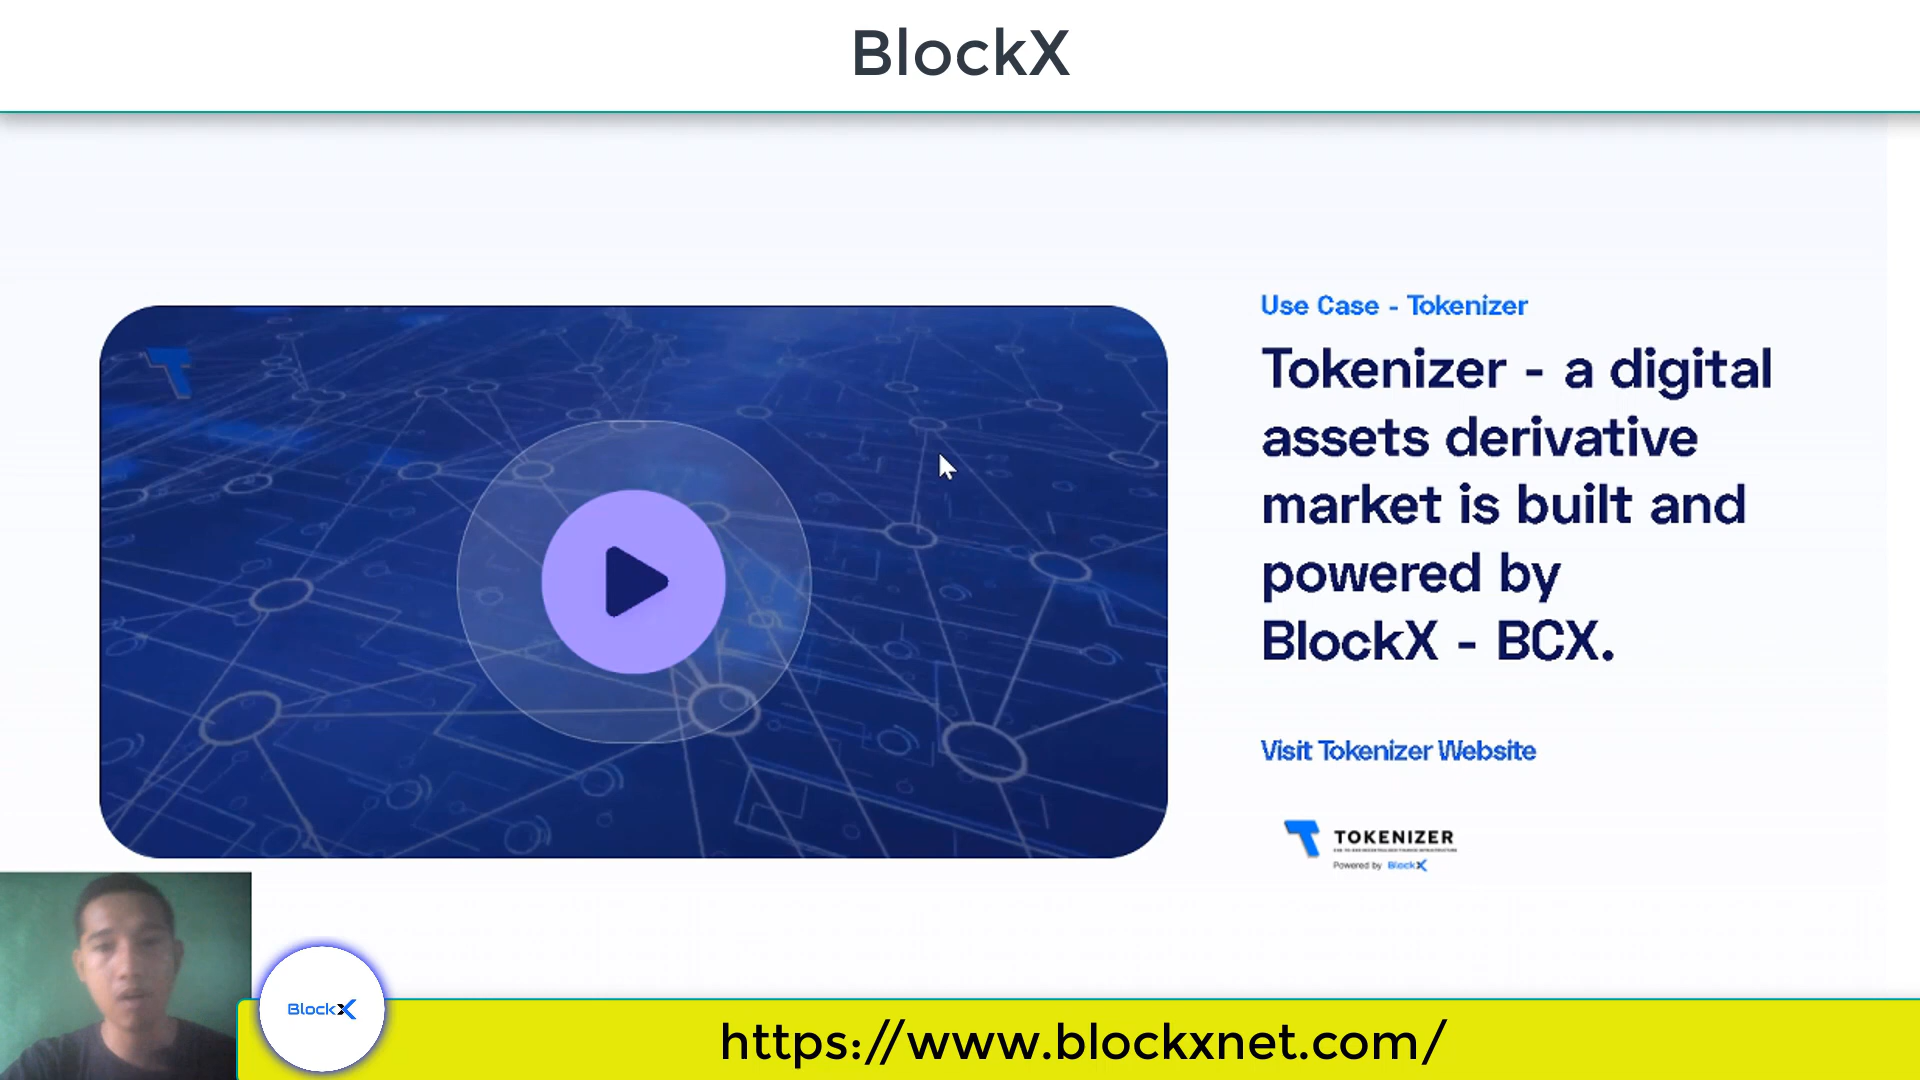 BlockX
Use Case - Tokenizer
Tokenizer - a digital
assets derivative
market is built and
powered by
BlockX - BCX.
Visit Tokenizer Website
TOKENIZER
Powered by BlockX
BlockX
https://www.blockxnet.com/